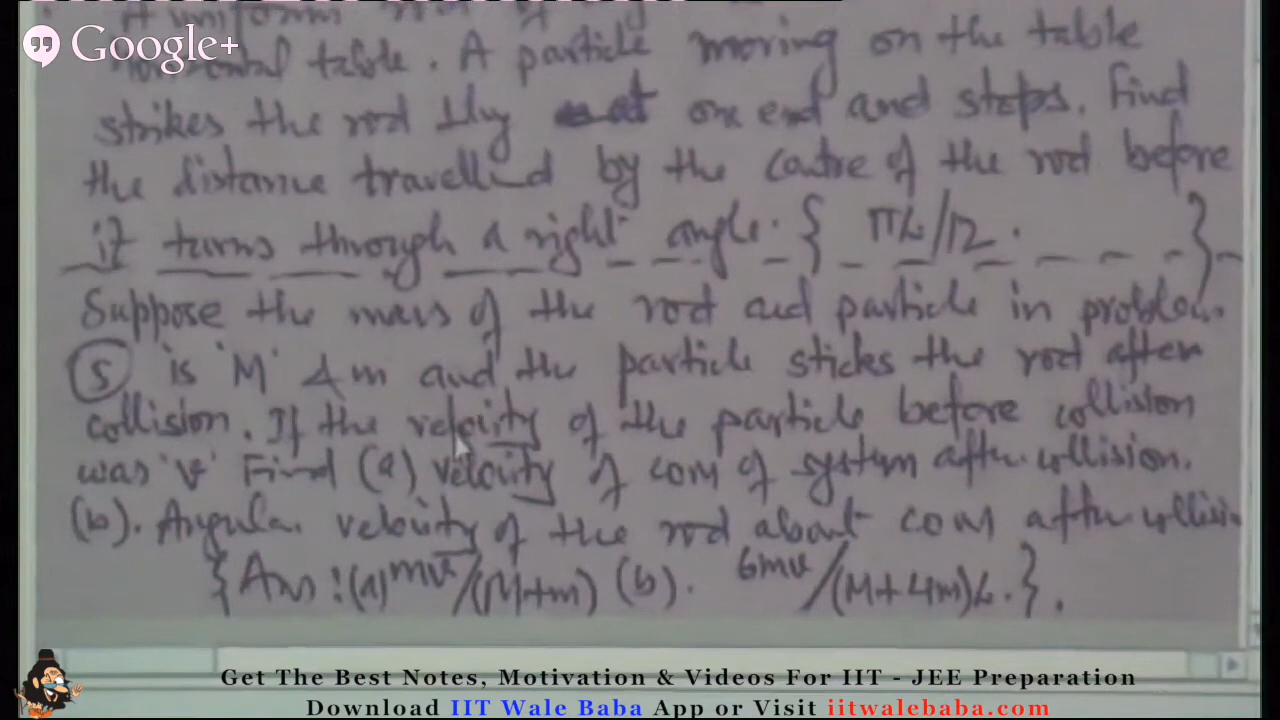 A uniform rod of
Google+
horizontal table. A particle moving on the table
strikes the rod ⊥ly at one end and stops. Find
the distance travelled by the centre of the rod before
it turns through a right angle. { πL/12. }
Suppose the mass of the rod and particle in problem
5 is 'M' & m and the particle sticks the rod after
collision. If the velocity of the particle before collision
was 'v' Find (a) velocity of com of system after collision.
(b). Angular velocity of the rod about com after collision
{Ans: (a) mv/(M+m) (b). 6mv/(M+4m)L.}.
Get The Best Notes, Motivation & Videos For IIT - JEE Preparation
Download IIT Wale Baba App or Visit iitwalebaba.com